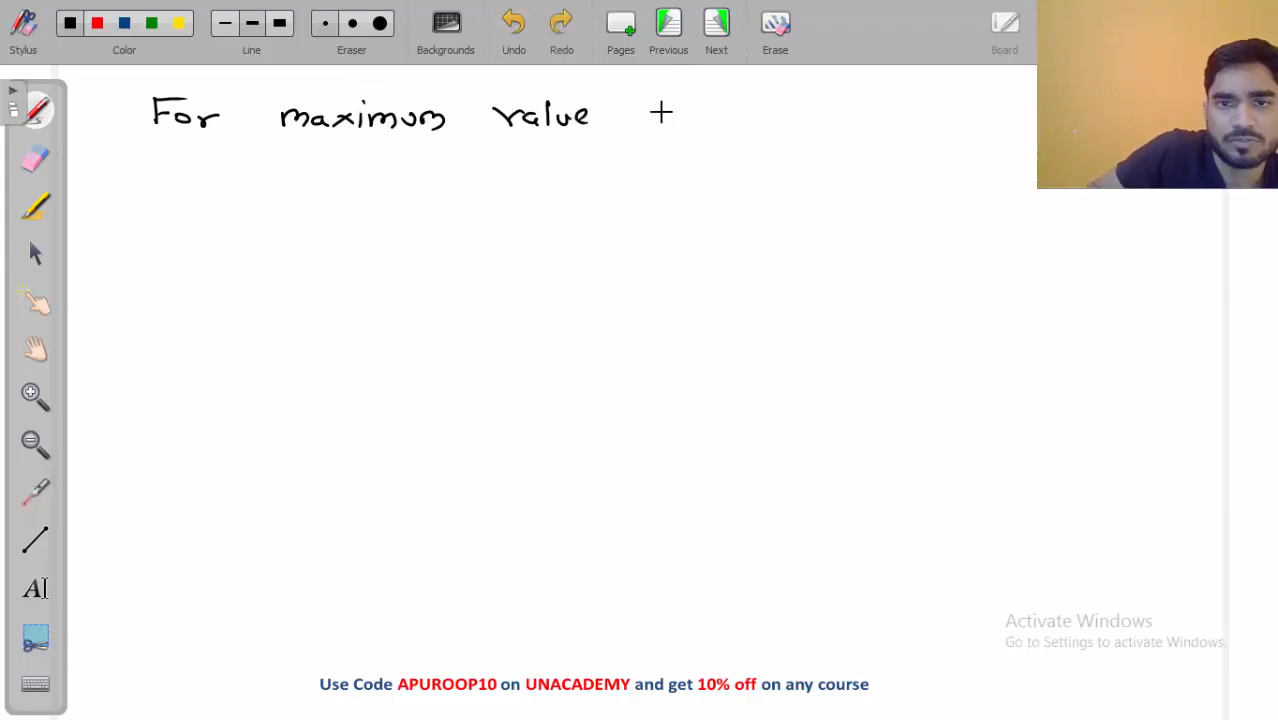 Stylus Color Line Eraser Backgrounds Undo Redo Pages Previous Next Erase Board
For maximum value +
A
Activate Windows
Go to Settings to activate Windows.
Use Code APUROOP10 on UNACADEMY and get 10% off on any course